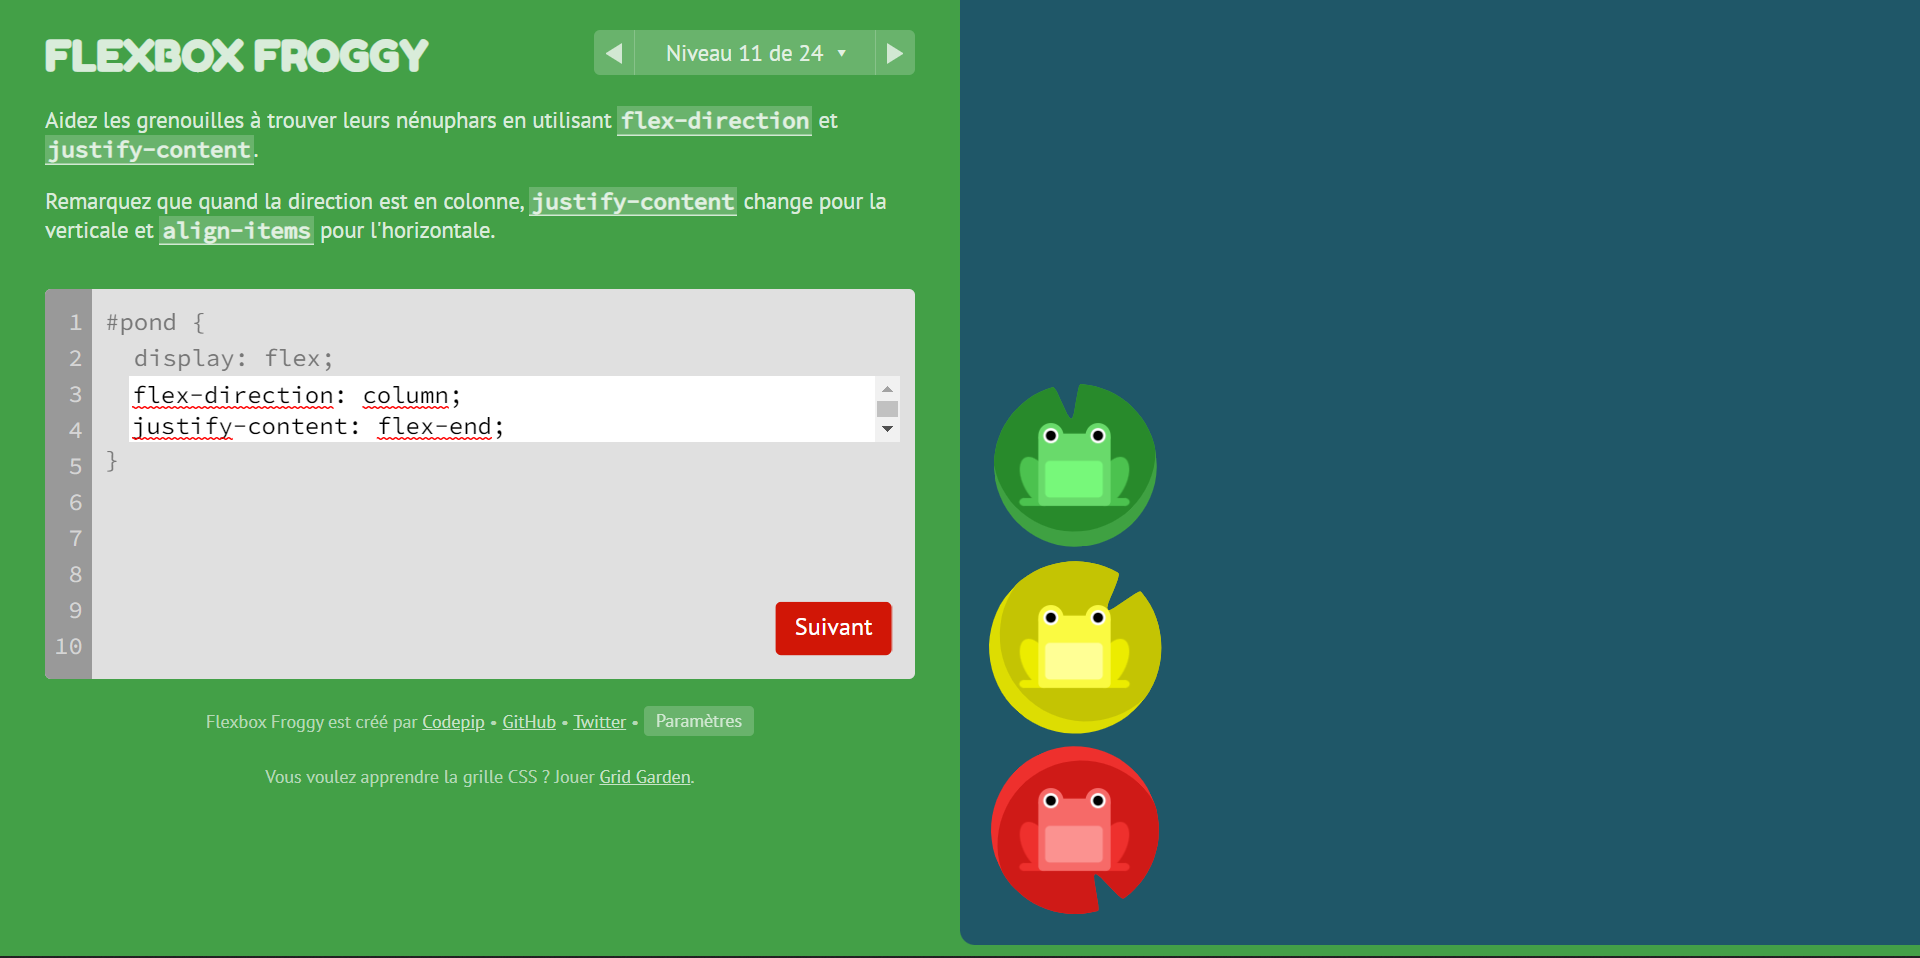 FLEXBOX FROGGY
Niveau 11 de 24
Aidez les grenouilles à trouver leurs nénuphars en utilisant flex-direction et
justify-content.
Remarquez que quand la direction est en colonne, justify-content change pour la
verticale et align-items pour l'horizontale.
1 #pond {
2 display: flex;
3 flex-direction: column;
4 justify-content: flex-end;
5 }
6
7
8
9
10
Suivant
Flexbox Froggy est créé par Codepip • GitHub • Twitter • Paramètres
Vous voulez apprendre la grille CSS ? Jouer Grid Garden.